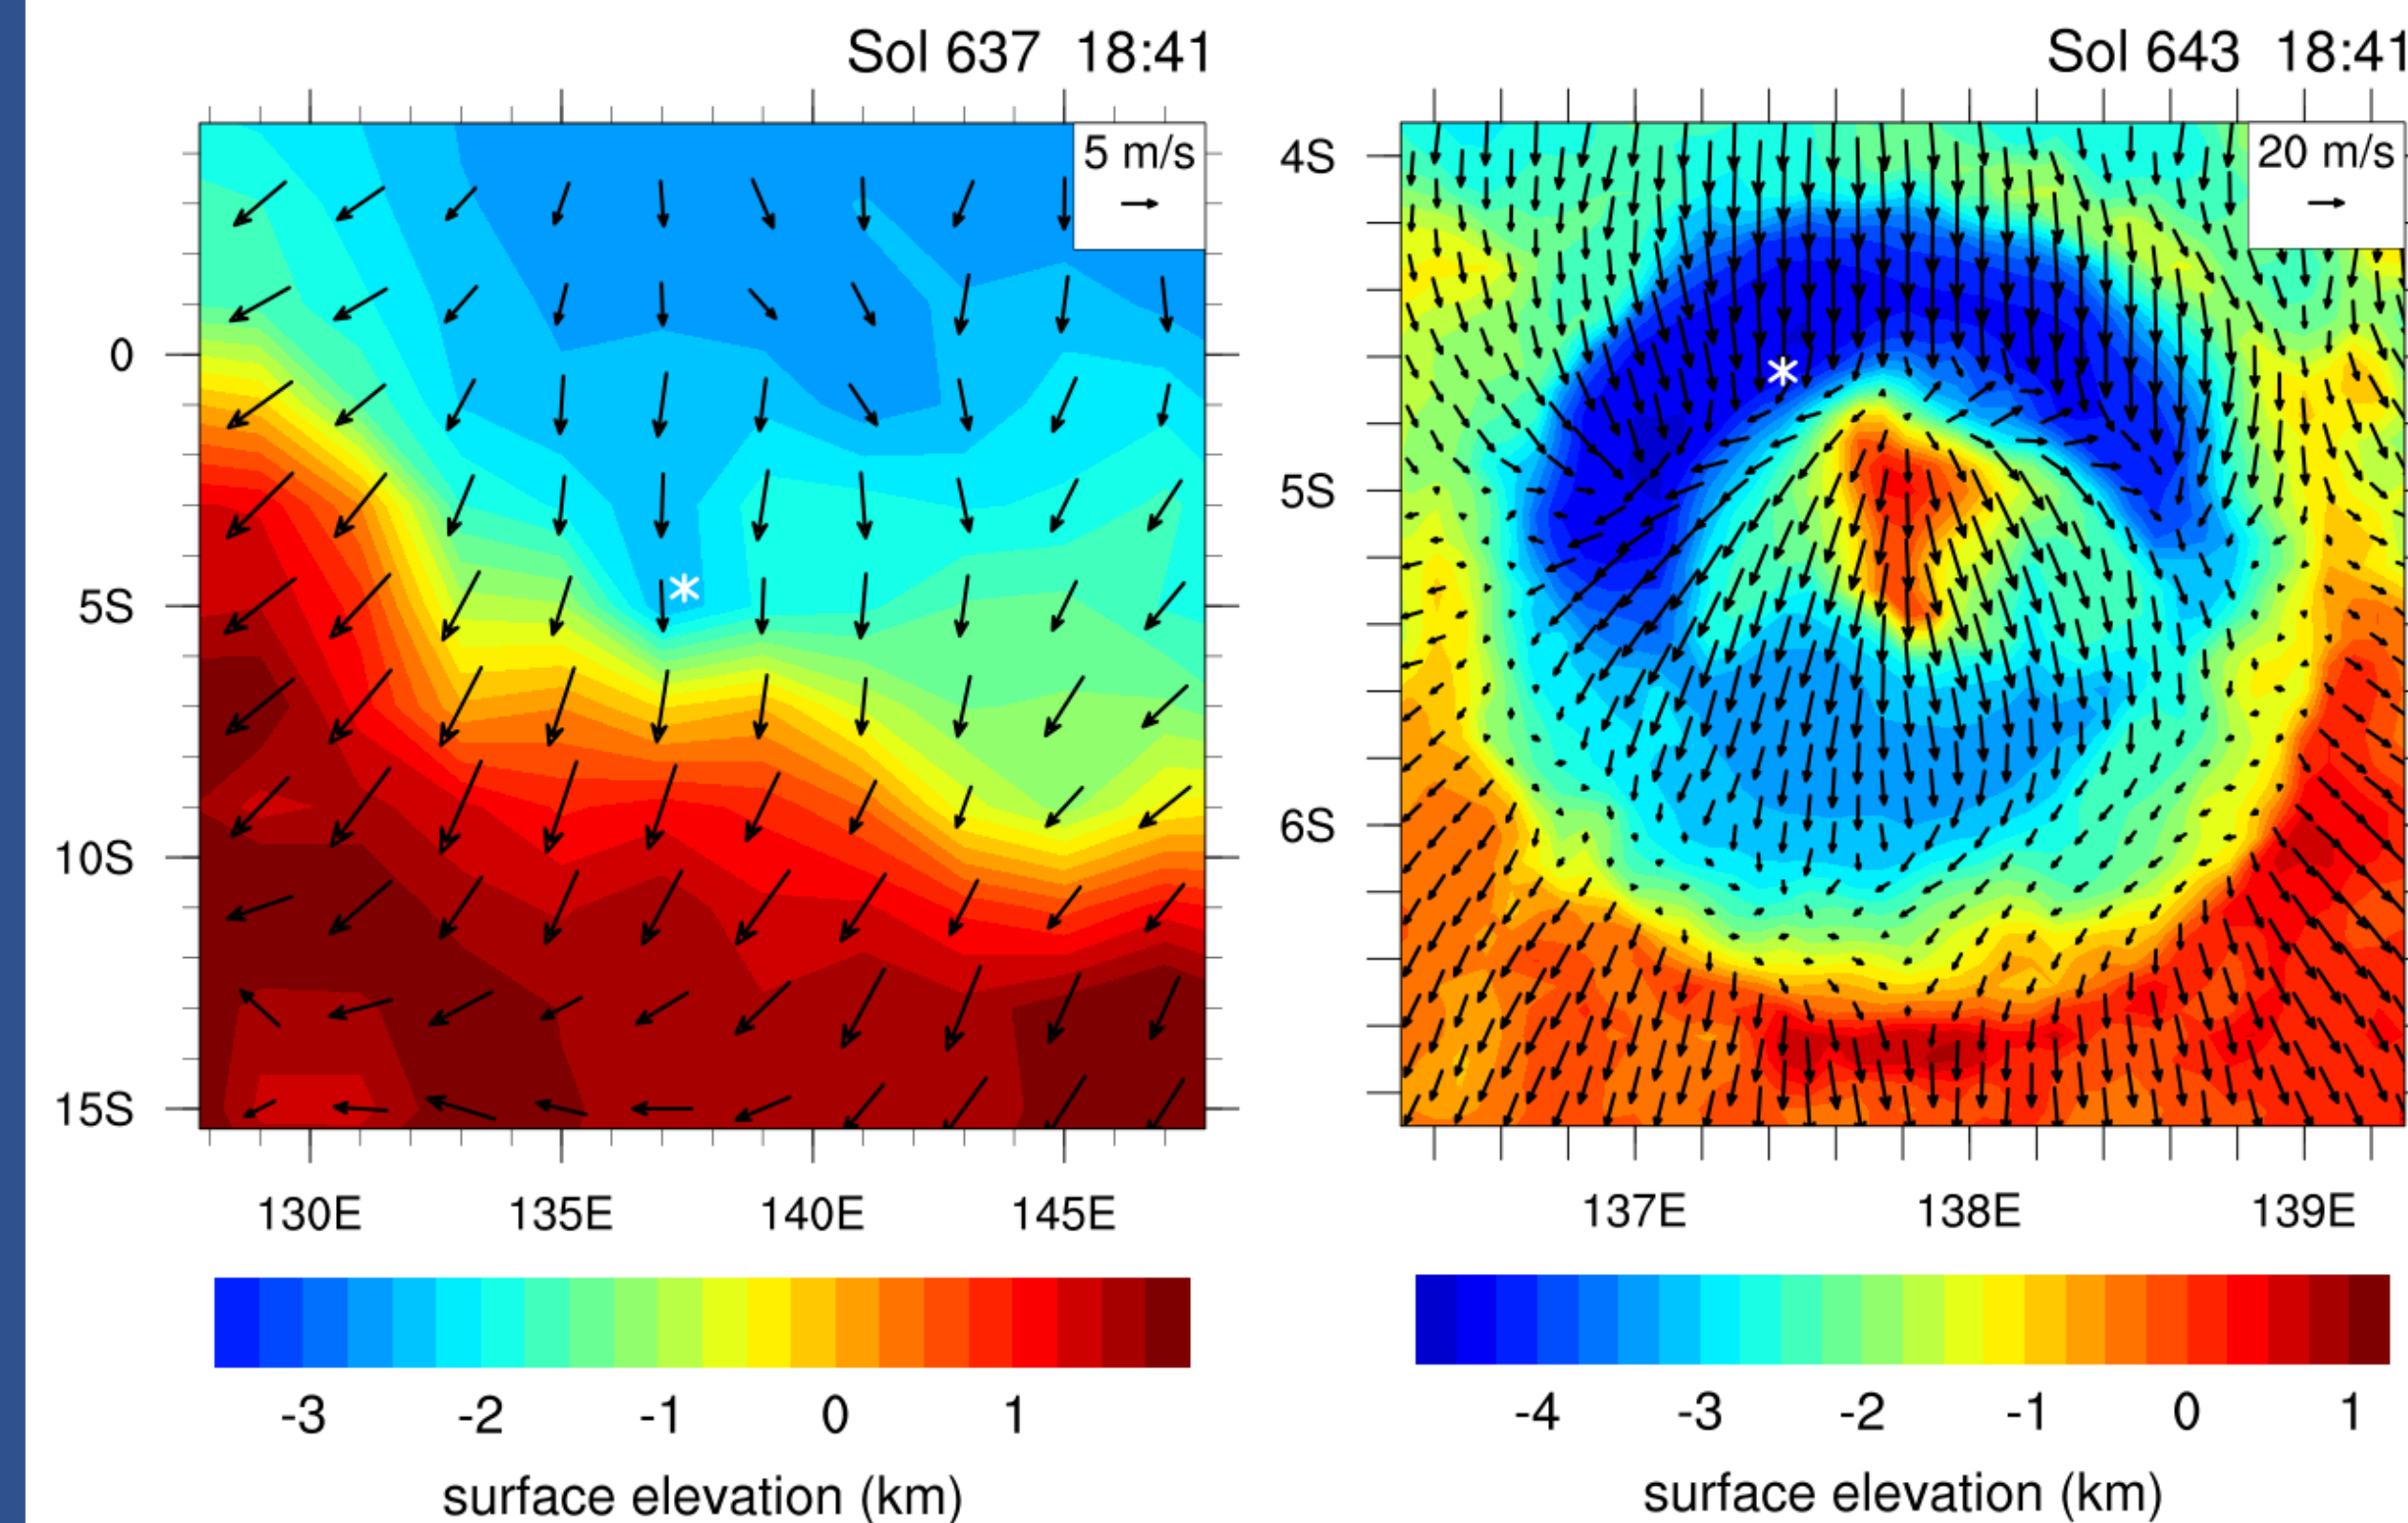 Sol 637 18:41
5 m/s
0
5S
10S
15S
130E 135E 140E 145E
-3 -2 -1 0 1
surface elevation (km)
Sol 643 18:41
20 m/s
4S
5S
6S
137E 138E 139E
-4 -3 -2 -1 0 1
surface elevation (km)